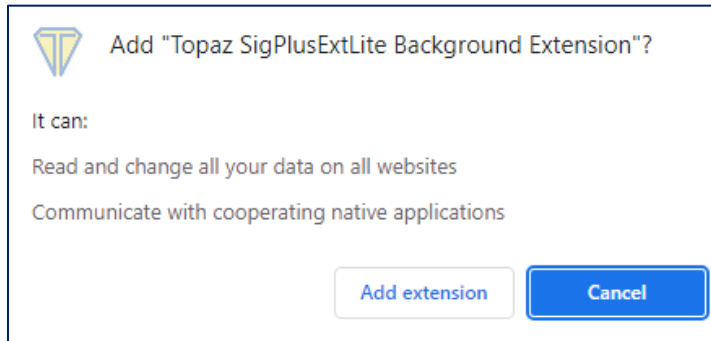 Add "Topaz SigPlusExtLite Background Extension"?
It can:
Read and change all your data on all websites
Communicate with cooperating native applications
Add extension
Cancel